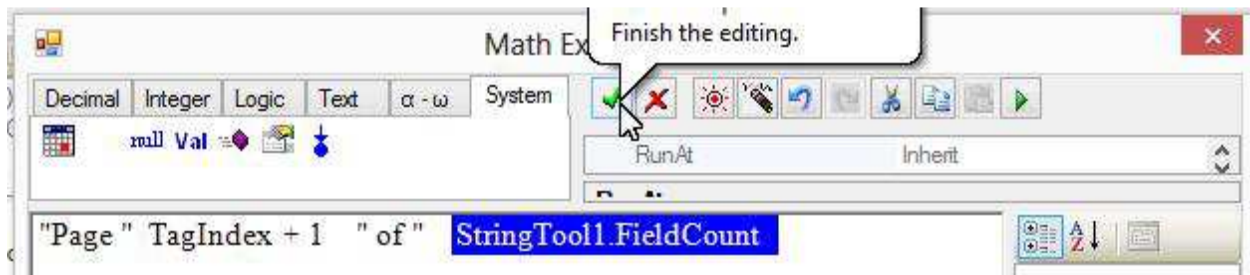 Math Ex
Finish the editing.
Decimal Integer Logic Text α - ω System
null Val
RunAt Inherit
"Page " TagIndex + 1 " of " StringTool1.FieldCount